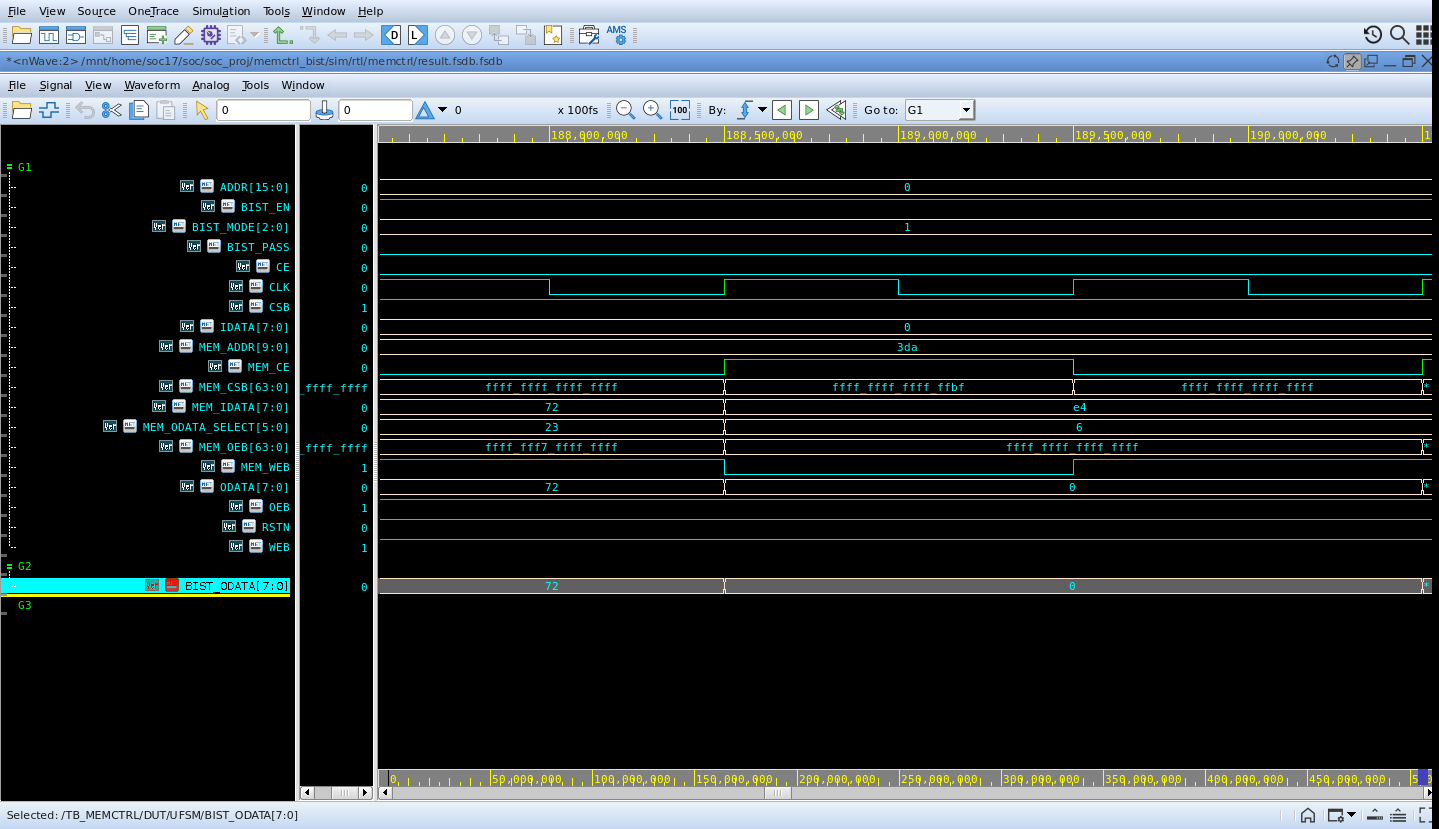 File View Source OneTrace Simulation Tools Window Help
D L AMS
*<nWave:2> /mnt/home/soc17/soc/soc_proj/memctrl_bist/sim/rtl/memctrl/result.fsdb.fsdb
File Signal View Waveform Analog Tools Window
0 0 0 x 100fs 100 By: Go to: G1
188,000,000 188,500,000 189,000,000 189,500,000 190,000,000
G1
ADDR[15:0] 0 0
BIST_EN 0
BIST_MODE[2:0] 0 1
BIST_PASS 0
CE 0
CLK 0
CSB 1
IDATA[7:0] 0 0
MEM_ADDR[9:0] 0 3da
MEM_CE 0
MEM_CSB[63:0] _ffff_ffff ffff_ffff_ffff_ffff ffff_ffff_ffff_ffbf ffff_ffff_ffff_ffff *
MEM_IDATA[7:0] 0 72 e4
MEM_ODATA_SELECT[5:0] 0 23 6
MEM_OEB[63:0] _ffff_ffff ffff_fff7_ffff_ffff ffff_ffff_ffff_ffff *
MEM_WEB 1
ODATA[7:0] 0 72 0 *
OEB 1
RSTN 0
WEB 1
G2
BIST_ODATA[7:0] 0 72 0 *
G3
0 50,000,000 100,000,000 150,000,000 200,000,000 250,000,000 300,000,000 350,000,000 400,000,000 450,000,000
Selected: /TB_MEMCTRL/DUT/UFSM/BIST_ODATA[7:0]